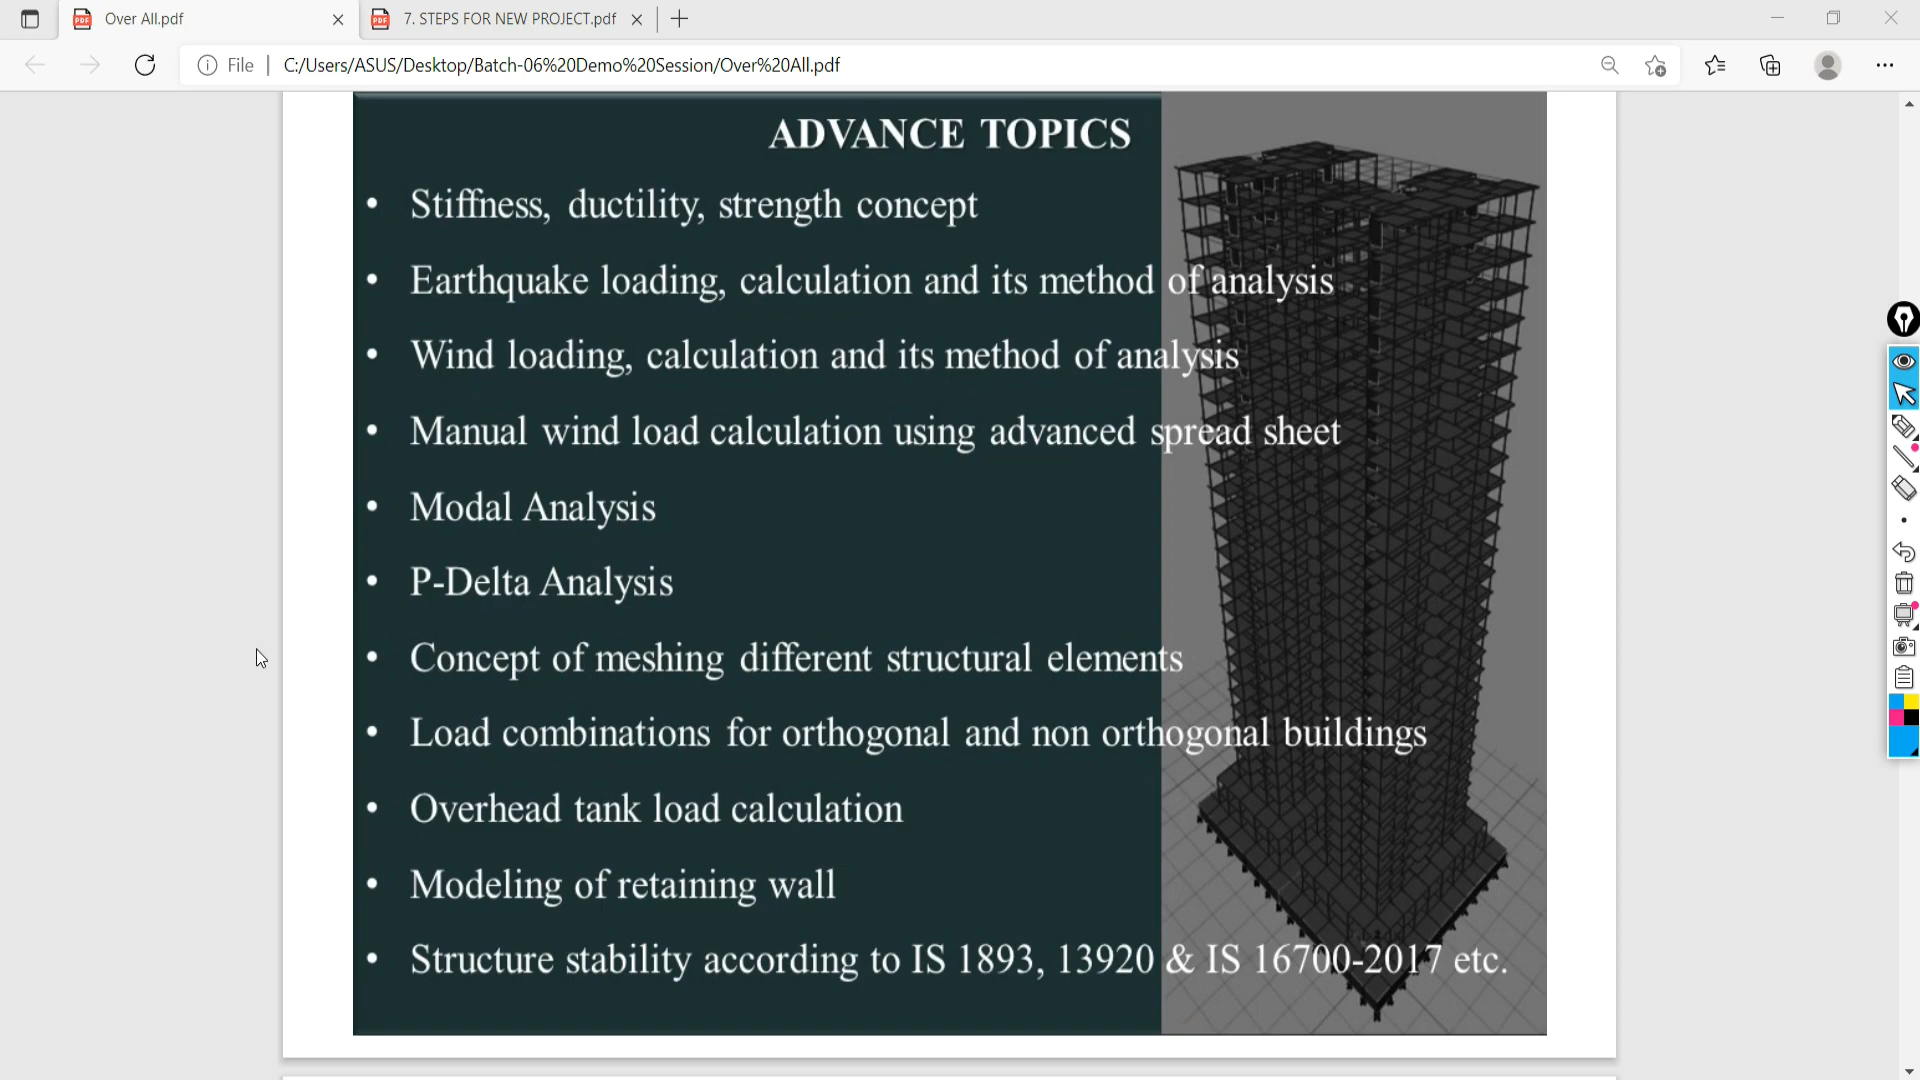 Over All.pdf
7. STEPS FOR NEW PROJECT.pdf
File
C:/Users/ASUS/Desktop/Batch-06%20Demo%20Session/Over%20All.pdf
ADVANCE TOPICS
• Stiffness, ductility, strength concept
• Earthquake loading, calculation and its method of analysis
• Wind loading, calculation and its method of analysis
• Manual wind load calculation using advanced spread sheet
• Modal Analysis
• P-Delta Analysis
• Concept of meshing different structural elements
• Load combinations for orthogonal and non orthogonal buildings
• Overhead tank load calculation
• Modeling of retaining wall
• Structure stability according to IS 1893, 13920 & IS 16700-2017 etc.